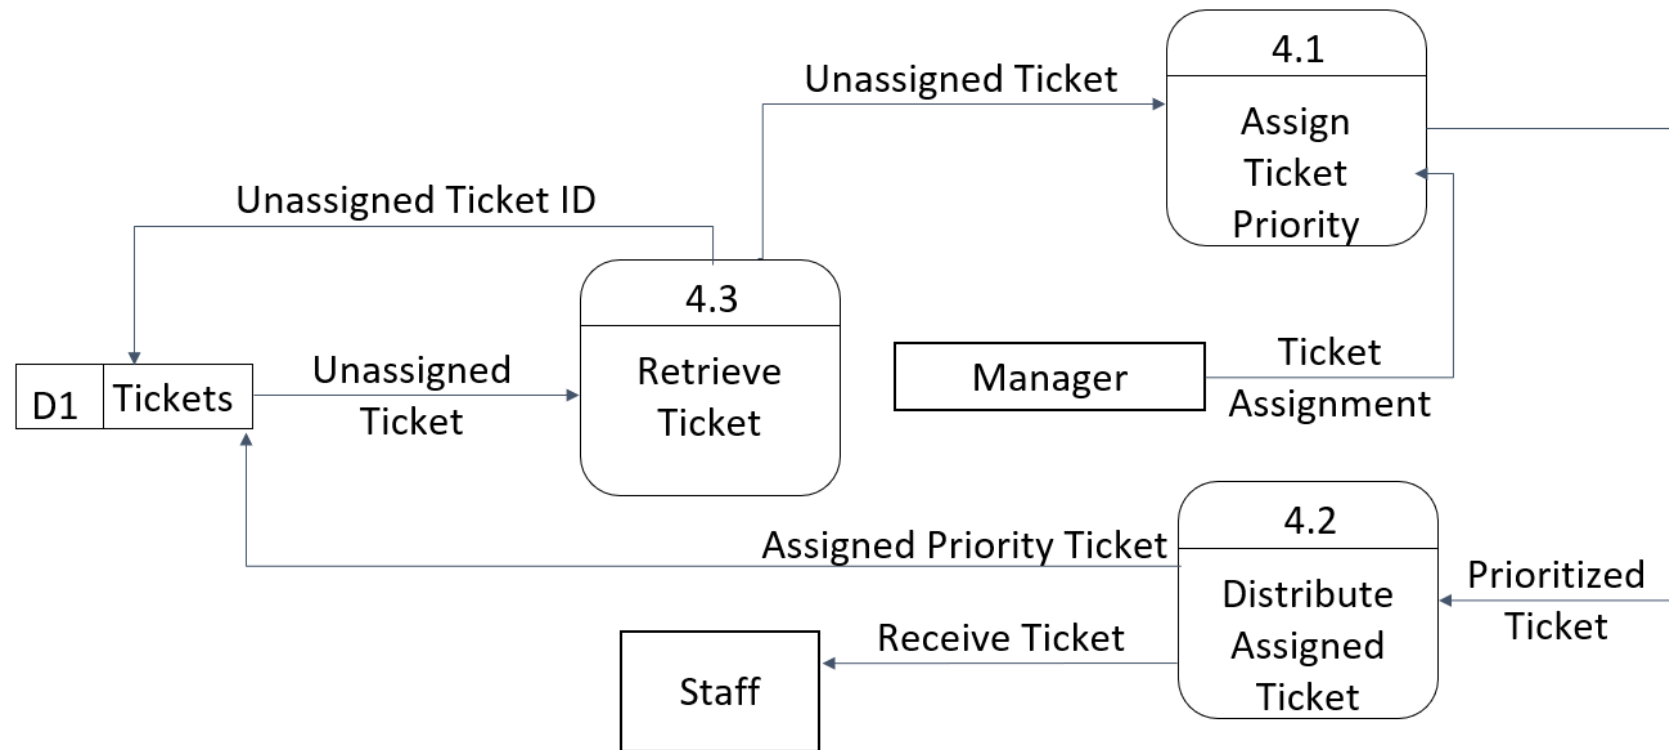 4.1
Unassigned Ticket
Assign
Ticket
Priority
Unassigned Ticket ID
4.3
Retrieve
Ticket
D1
Tickets
Unassigned
Ticket
Manager
Ticket
Assignment
4.2
Assigned Priority Ticket
Distribute
Assigned
Ticket
Prioritized
Ticket
Receive Ticket
Staff